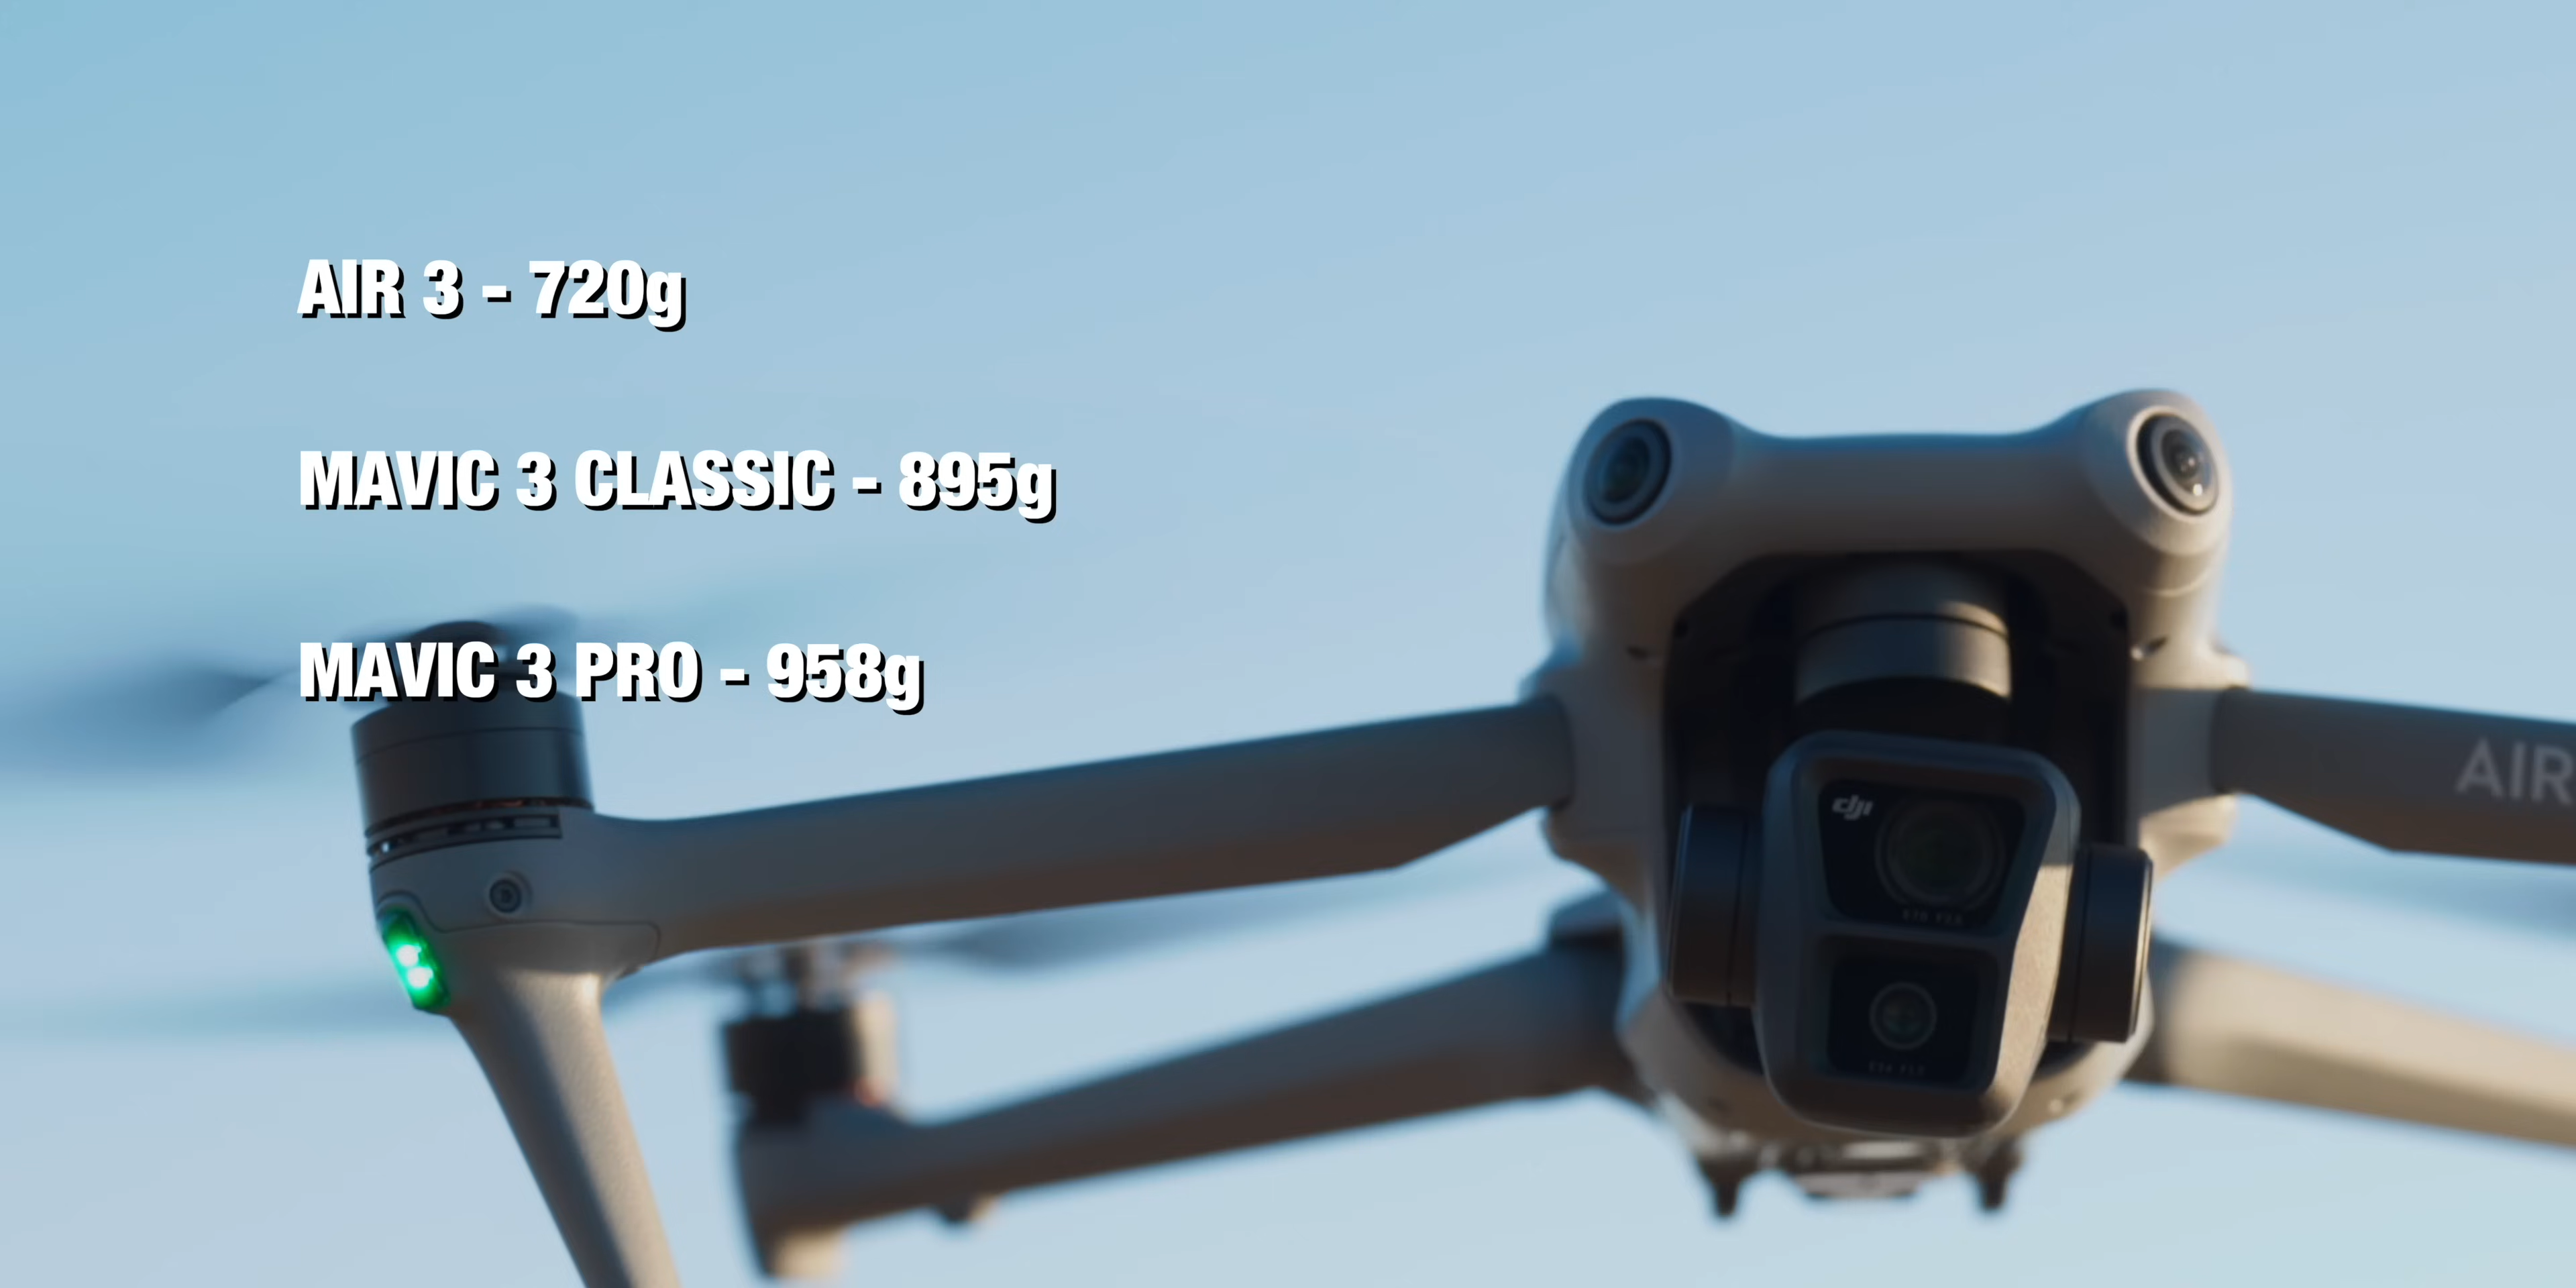 AIR 3 - 720g
MAVIC 3 CLASSIC - 895g
MAVIC 3 PRO - 958g
AIR
dji